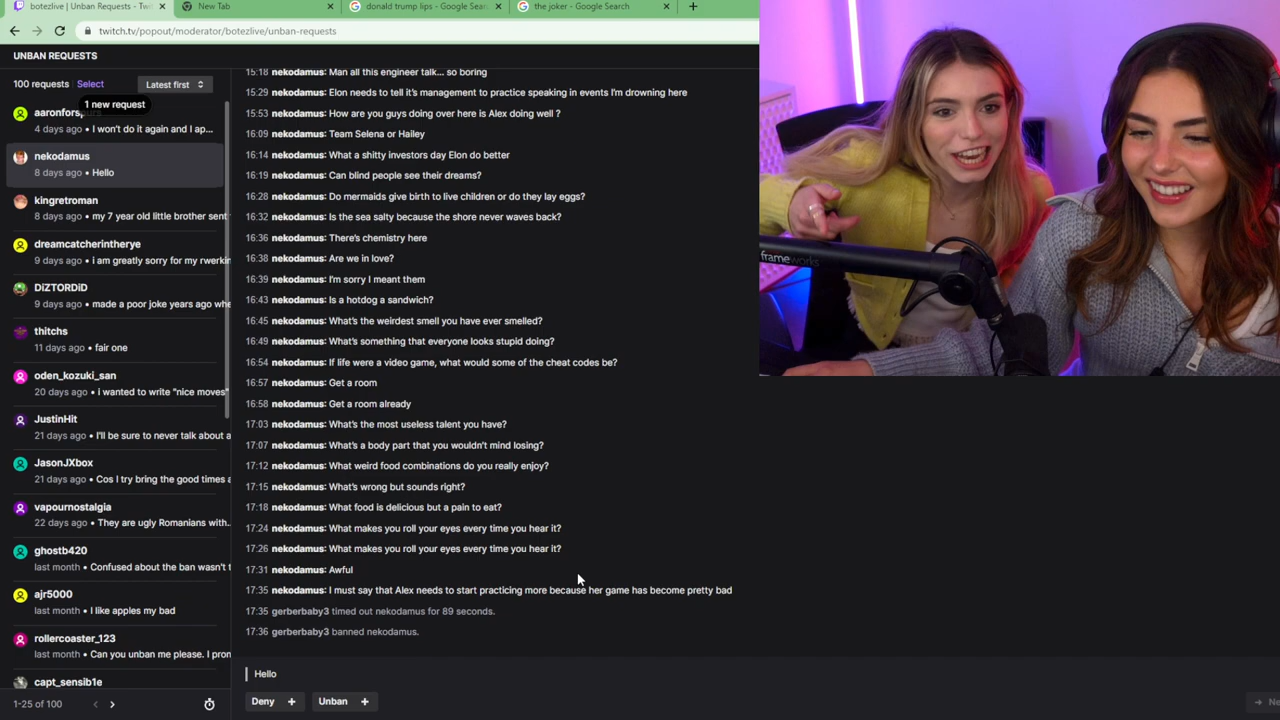 botezlive | Unban Requests - Twi
New Tab
donald trump lips - Google Sear
the joker - Google Search
twitch.tv/popout/moderator/botezlive/unban-requests
UNBAN REQUESTS
100 requests Select Latest first
1 new request
aaronforspurs
4 days ago • I won't do it again and I ap...
nekodamus
8 days ago • Hello
kingretroman
8 days ago • my 7 year old little brother sent
dreamcatcherintherye
9 days ago • i am greatly sorry for my rwerkin
DiZTORDiD
9 days ago • made a poor joke years ago whe
thitchs
11 days ago • fair one
oden_kozuki_san
20 days ago • i wanted to write "nice moves"
JustinHit
21 days ago • I'll be sure to never talk about a
JasonJXbox
21 days ago • Cos I try bring the good times a
vapournostalgia
22 days ago • They are ugly Romanians with...
ghostb420
last month • Confused about the ban wasn't t
ajr5000
last month • I like apples my bad
rollercoaster_123
last month • Can you unban me please. I pron
capt_sensib1e
1-25 of 100
15:18 nekodamus: Man all this engineer talk... so boring
15:29 nekodamus: Elon needs to tell it's management to practice speaking in events I'm drowning here
15:53 nekodamus: How are you guys doing over here is Alex doing well ?
16:09 nekodamus: Team Selena or Hailey
16:14 nekodamus: What a shitty investors day Elon do better
16:19 nekodamus: Can blind people see their dreams?
16:28 nekodamus: Do mermaids give birth to live children or do they lay eggs?
16:32 nekodamus: Is the sea salty because the shore never waves back?
16:36 nekodamus: There's chemistry here
16:38 nekodamus: Are we in love?
16:39 nekodamus: I'm sorry I meant them
16:43 nekodamus: Is a hotdog a sandwich?
16:45 nekodamus: What's the weirdest smell you have ever smelled?
16:49 nekodamus: What's something that everyone looks stupid doing?
16:54 nekodamus: If life were a video game, what would some of the cheat codes be?
16:57 nekodamus: Get a room
16:58 nekodamus: Get a room already
17:03 nekodamus: What's the most useless talent you have?
17:07 nekodamus: What's a body part that you wouldn't mind losing?
17:12 nekodamus: What weird food combinations do you really enjoy?
17:15 nekodamus: What's wrong but sounds right?
17:18 nekodamus: What food is delicious but a pain to eat?
17:24 nekodamus: What makes you roll your eyes every time you hear it?
17:26 nekodamus: What makes you roll your eyes every time you hear it?
17:31 nekodamus: Awful
17:35 nekodamus: I must say that Alex needs to start practicing more because her game has become pretty bad
17:35 gerberbaby3 timed out nekodamus for 89 seconds.
17:36 gerberbaby3 banned nekodamus.
Hello
Deny + Unban +
frameworks